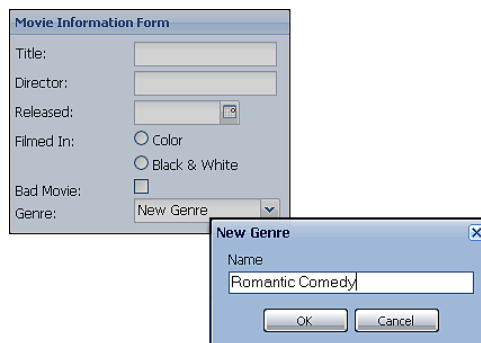 Movie Information Form
Title:
Director:
Released:
Filmed In:
Color
Black & White
Bad Movie:
Genre:
New Genre
New Genre
Name
Romantic Comedy
OK
Cancel